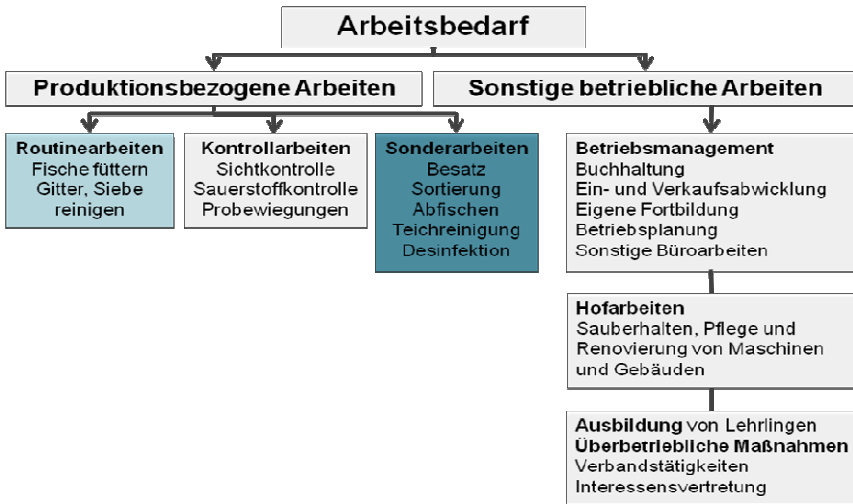 Arbeitsbedarf
Produktionsbezogene Arbeiten
Sonstige betriebliche Arbeiten
Routinearbeiten
Fische füttern
Gitter, Siebe
reinigen
Kontrollarbeiten
Sichtkontrolle
Sauerstoffkontrolle
Probewiegungen
Sonderarbeiten
Besatz
Sortierung
Abfischen
Teichreinigung
Desinfektion
Betriebsmanagement
Buchhaltung
Ein- und Verkaufsabwicklung
Eigene Fortbildung
Betriebsplanung
Sonstige Büroarbeiten
Hofarbeiten
Sauberhalten, Pflege und
Renovierung von Maschinen
und Gebäuden
Ausbildung von Lehrlingen
Überbetriebliche Maßnahmen
Verbandstätigkeiten
Interessensvertretung